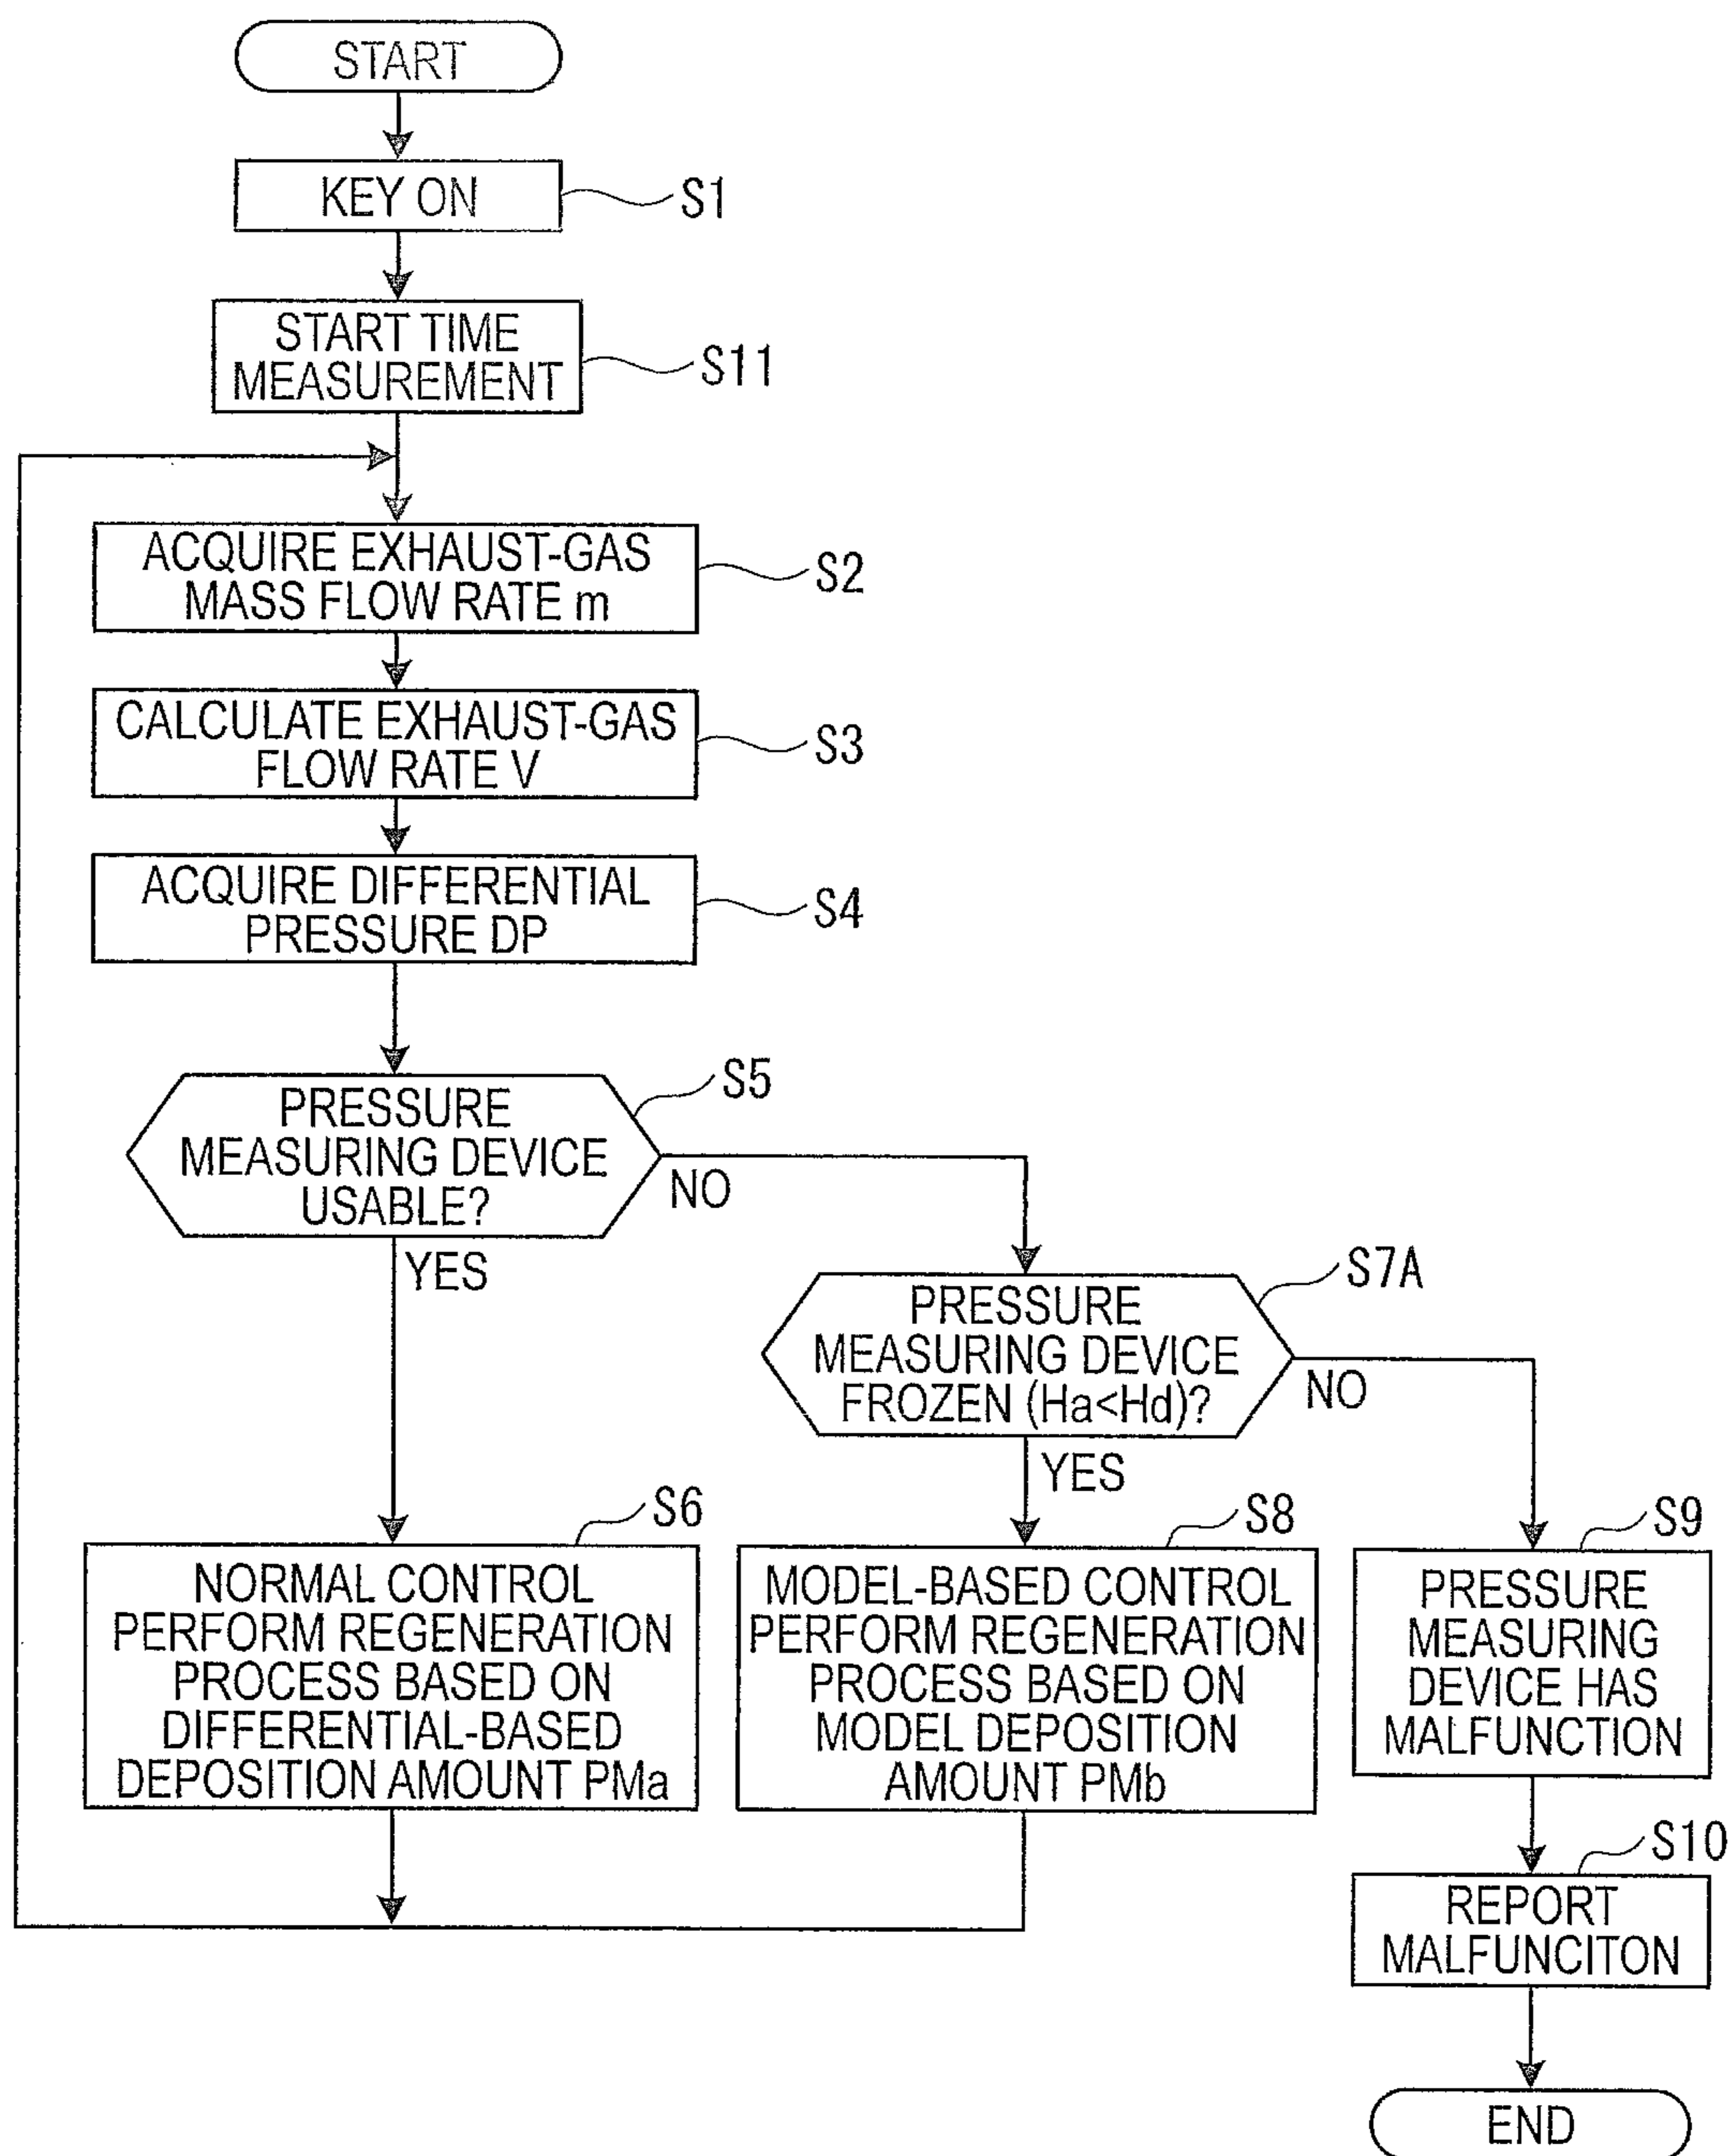 START
KEY ON
S1
START TIME
MEASUREMENT
S11
ACQUIRE EXHAUST-GAS
MASS FLOW RATE m
S2
CALCULATE EXHAUST-GAS
FLOW RATE V
S3
ACQUIRE DIFFERENTIAL
PRESSURE DP
S4
PRESSURE
MEASURING DEVICE
USABLE?
S5
NO
YES
PRESSURE
MEASURING DEVICE
FROZEN (Ha<Hd)?
S7A
NO
YES
S6
NORMAL CONTROL
PERFORM REGENERATION
PROCESS BASED ON
DIFFERENTIAL-BASED
DEPOSITION AMOUNT PMa
S8
MODEL-BASED CONTROL
PERFORM REGENERATION
PROCESS BASED ON
MODEL DEPOSITION
AMOUNT PMb
S9
PRESSURE
MEASURING
DEVICE HAS
MALFUNCTION
S10
REPORT
MALFUNCITON
END